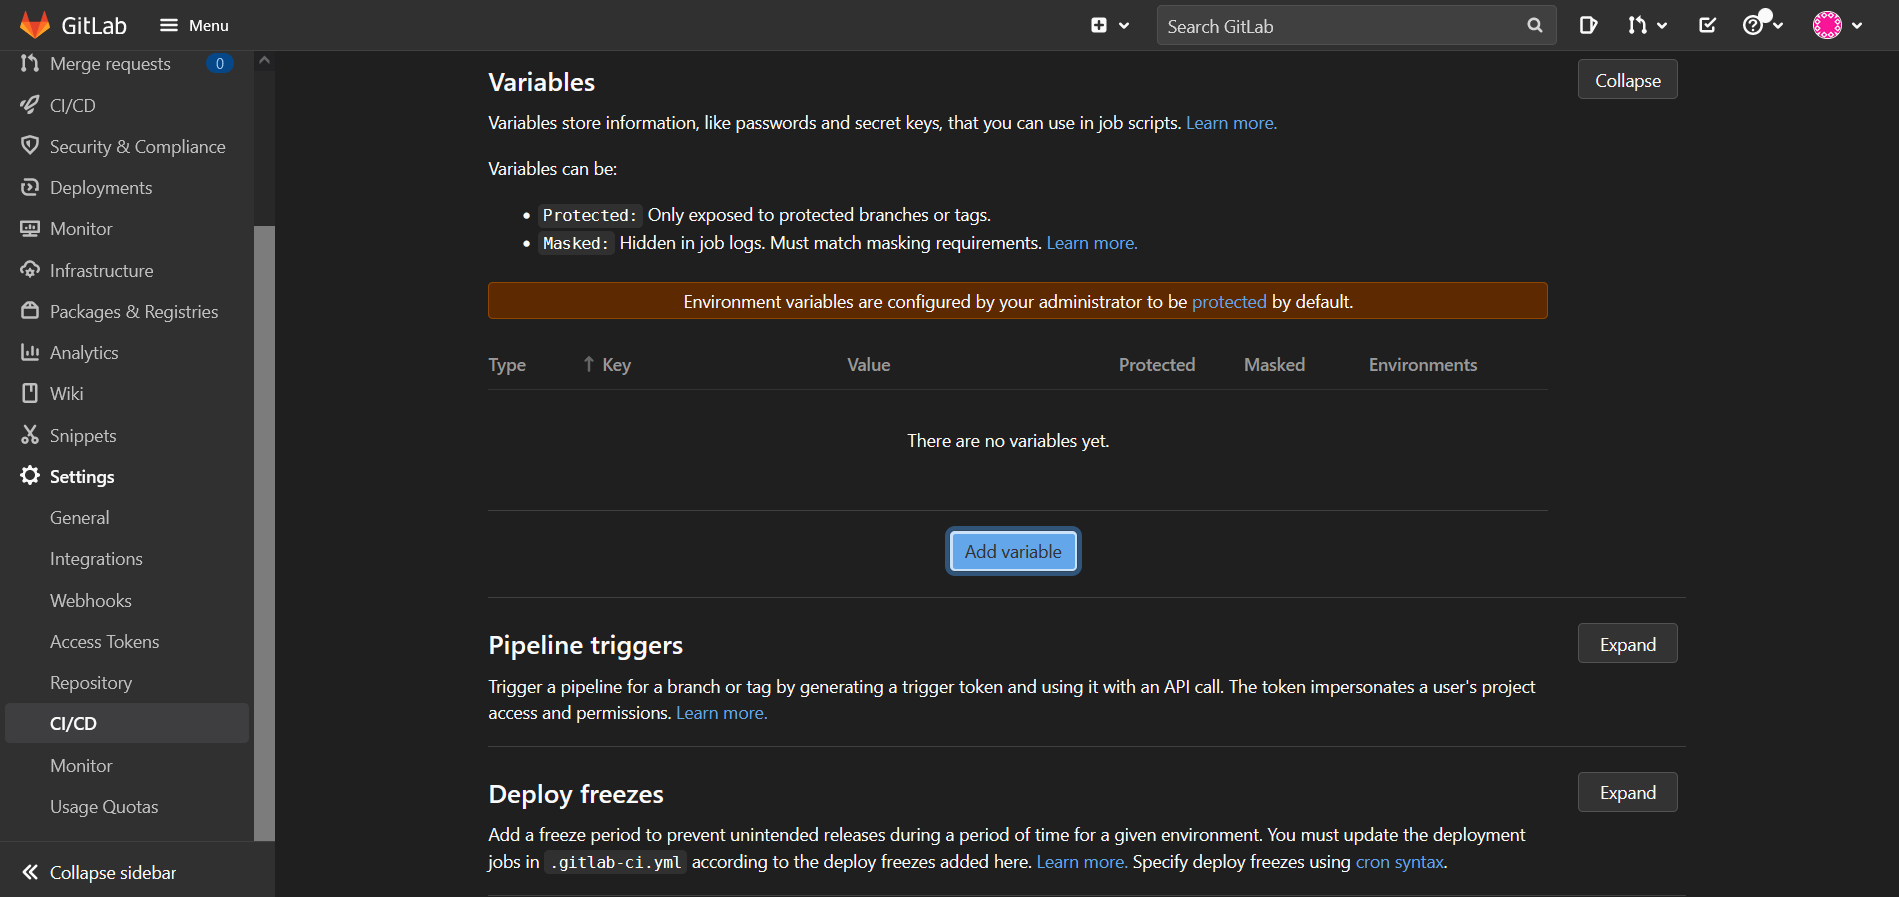 GitLab
Menu
Search GitLab
Merge requests 0
CI/CD
Security & Compliance
Deployments
Monitor
Infrastructure
Packages & Registries
Analytics
Wiki
Snippets
Settings
General
Integrations
Webhooks
Access Tokens
Repository
CI/CD
Monitor
Usage Quotas
Collapse sidebar
Variables
Collapse
Variables store information, like passwords and secret keys, that you can use in job scripts. Learn more.
Variables can be:
• Protected: Only exposed to protected branches or tags.
• Masked: Hidden in job logs. Must match masking requirements. Learn more.
Environment variables are configured by your administrator to be protected by default.
Type ↑ Key Value Protected Masked Environments
There are no variables yet.
Add variable
Pipeline triggers
Expand
Trigger a pipeline for a branch or tag by generating a trigger token and using it with an API call. The token impersonates a user's project
access and permissions. Learn more.
Deploy freezes
Expand
Add a freeze period to prevent unintended releases during a period of time for a given environment. You must update the deployment
jobs in .gitlab-ci.yml according to the deploy freezes added here. Learn more. Specify deploy freezes using cron syntax.